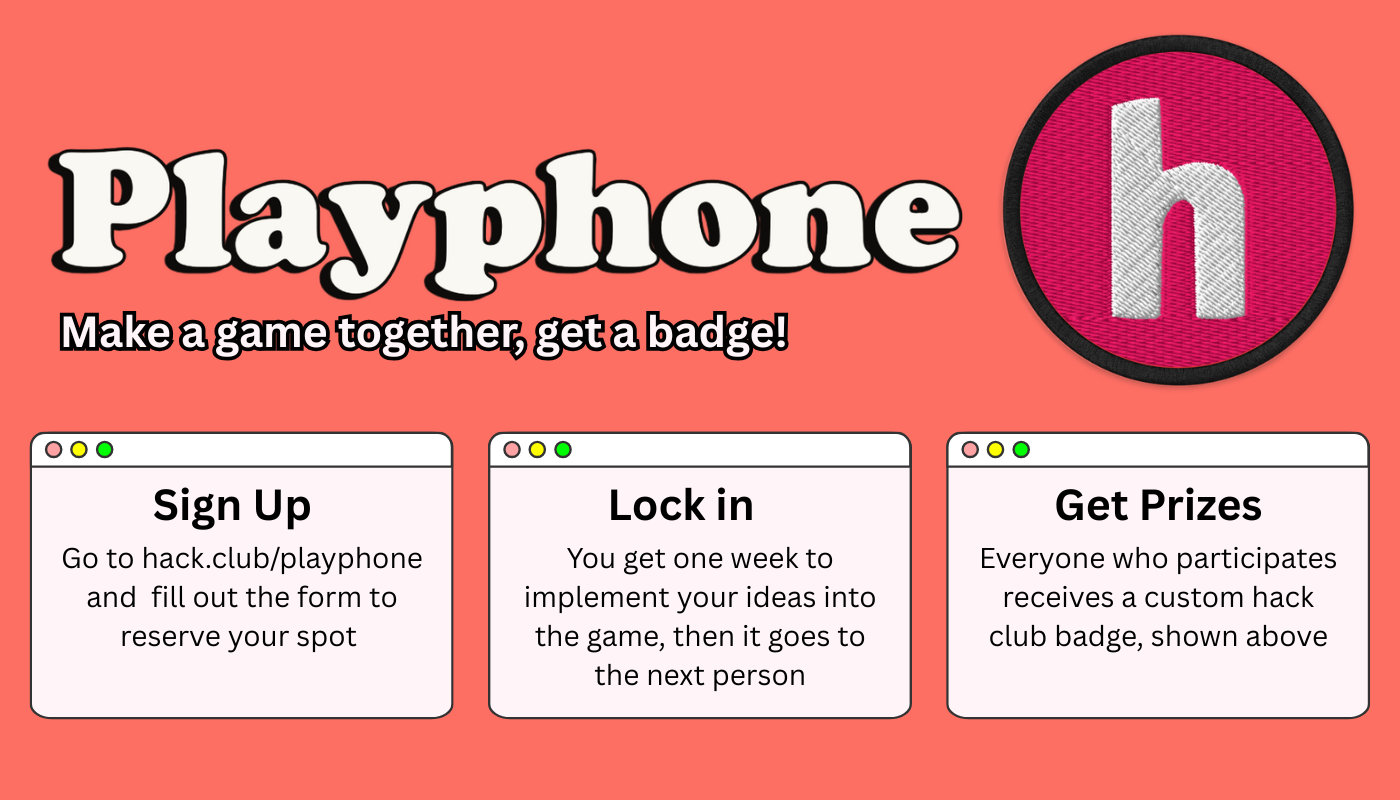 Playphone
h
Make a game together, get a badge!
Sign Up
Go to hack.club/playphone
and  fill out the form to
reserve your spot
Lock in
You get one week to
implement your ideas into
the game, then it goes to
the next person
Get Prizes
Everyone who participates
receives a custom hack
club badge, shown above